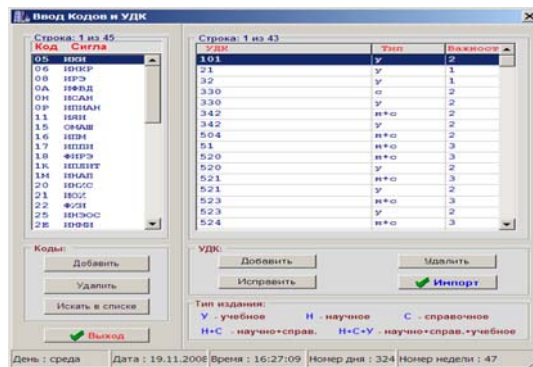 Ввод Кодов и УДК
Строка: 1 из 45
Код Сигла
05 ИКИ
06 ИНКР
08 ИРЭ
0А ИФВД
0Н ИСАН
0Р ИПИАН
11 ИЯИ
15 ОМАШ
16 ИПМ
17 ИППИ
18 ФИРЭ
1К
1М ИНАП
20
21 ИОХ
22
25 ИНЭОС
2В
Строка: 1 из 43
УДК Тип Важност
101 у 2
21 у 1
32 у 1
330 с 2
330 у 2
342 н+с 2
342 у 2
504 н+с 2
51 н+с 3
520 н+с 3
520 у 2
521 н+с 3
521 у 2
523 н+с 3
523 у 2
524 н+с 3
Коды:
Добавить
Удалить
Искать в списке
Выход
УДК:
Добавить Удалить
Исправить Импорт
Тип издания:
У - учебное Н - научное С - справочное
Н+С - научно+справ. Н+С+У - научно+справ.+учебное
День : среда Дата : 19.11.2008 Время : 16:27:09 Номер дня : 324 Номер недели : 47